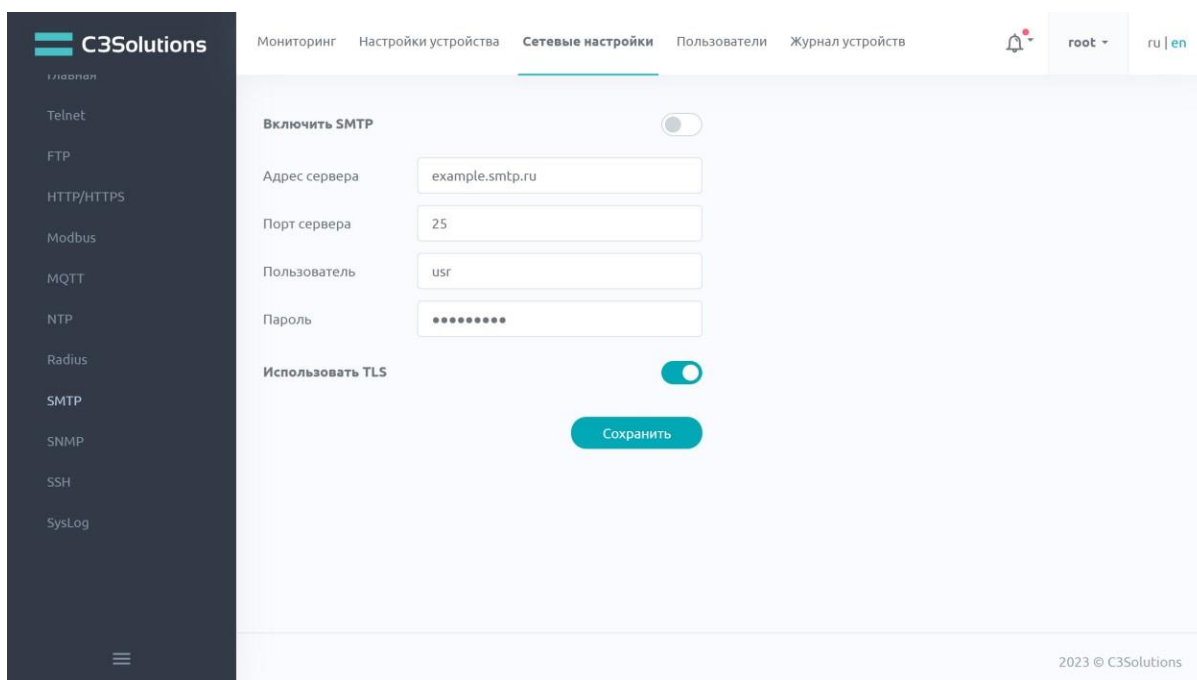 C3Solutions
Мониторинг Настройки устройства Сетевые настройки Пользователи Журнал устройств root ru | en
Главная
Telnet
FTP
HTTP/HTTPS
Modbus
MQTT
NTP
Radius
SMTP
SNMP
SSH
SysLog
Включить SMTP
Адрес сервера example.smtp.ru
Порт сервера 25
Пользователь usr
Пароль •••••••••
Использовать TLS
Сохранить
2023 © C3Solutions